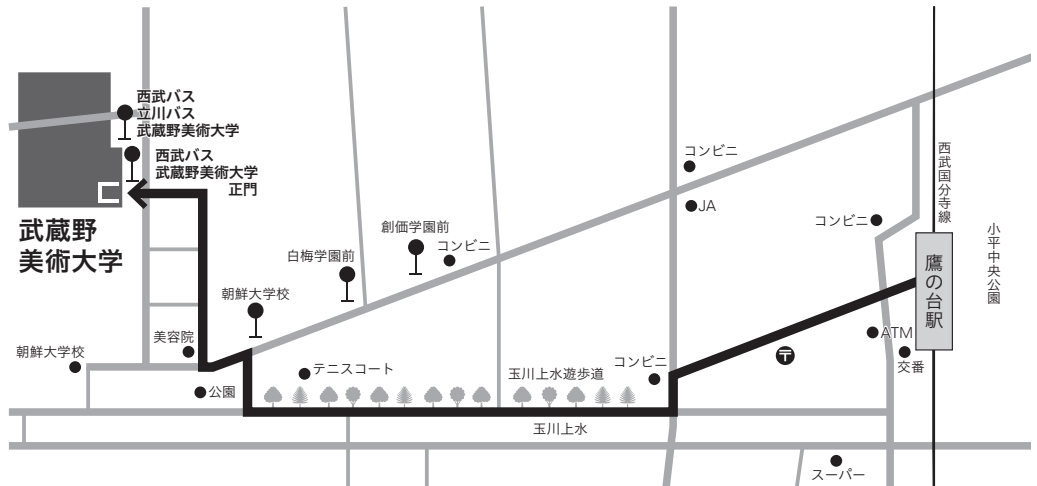 西武バス
立川バス
武蔵野美術大学
西武バス
武蔵野美術大学
正門
武蔵野
美術大学
コンビニ
JA
西武国分寺線
コンビニ
小平中央公園
創価学園前
コンビニ
白梅学園前
鷹の台駅
朝鮮大学校
美容院
朝鮮大学校
ATM
交番
〒
コンビニ
テニスコート
玉川上水遊歩道
公園
玉川上水
スーパー